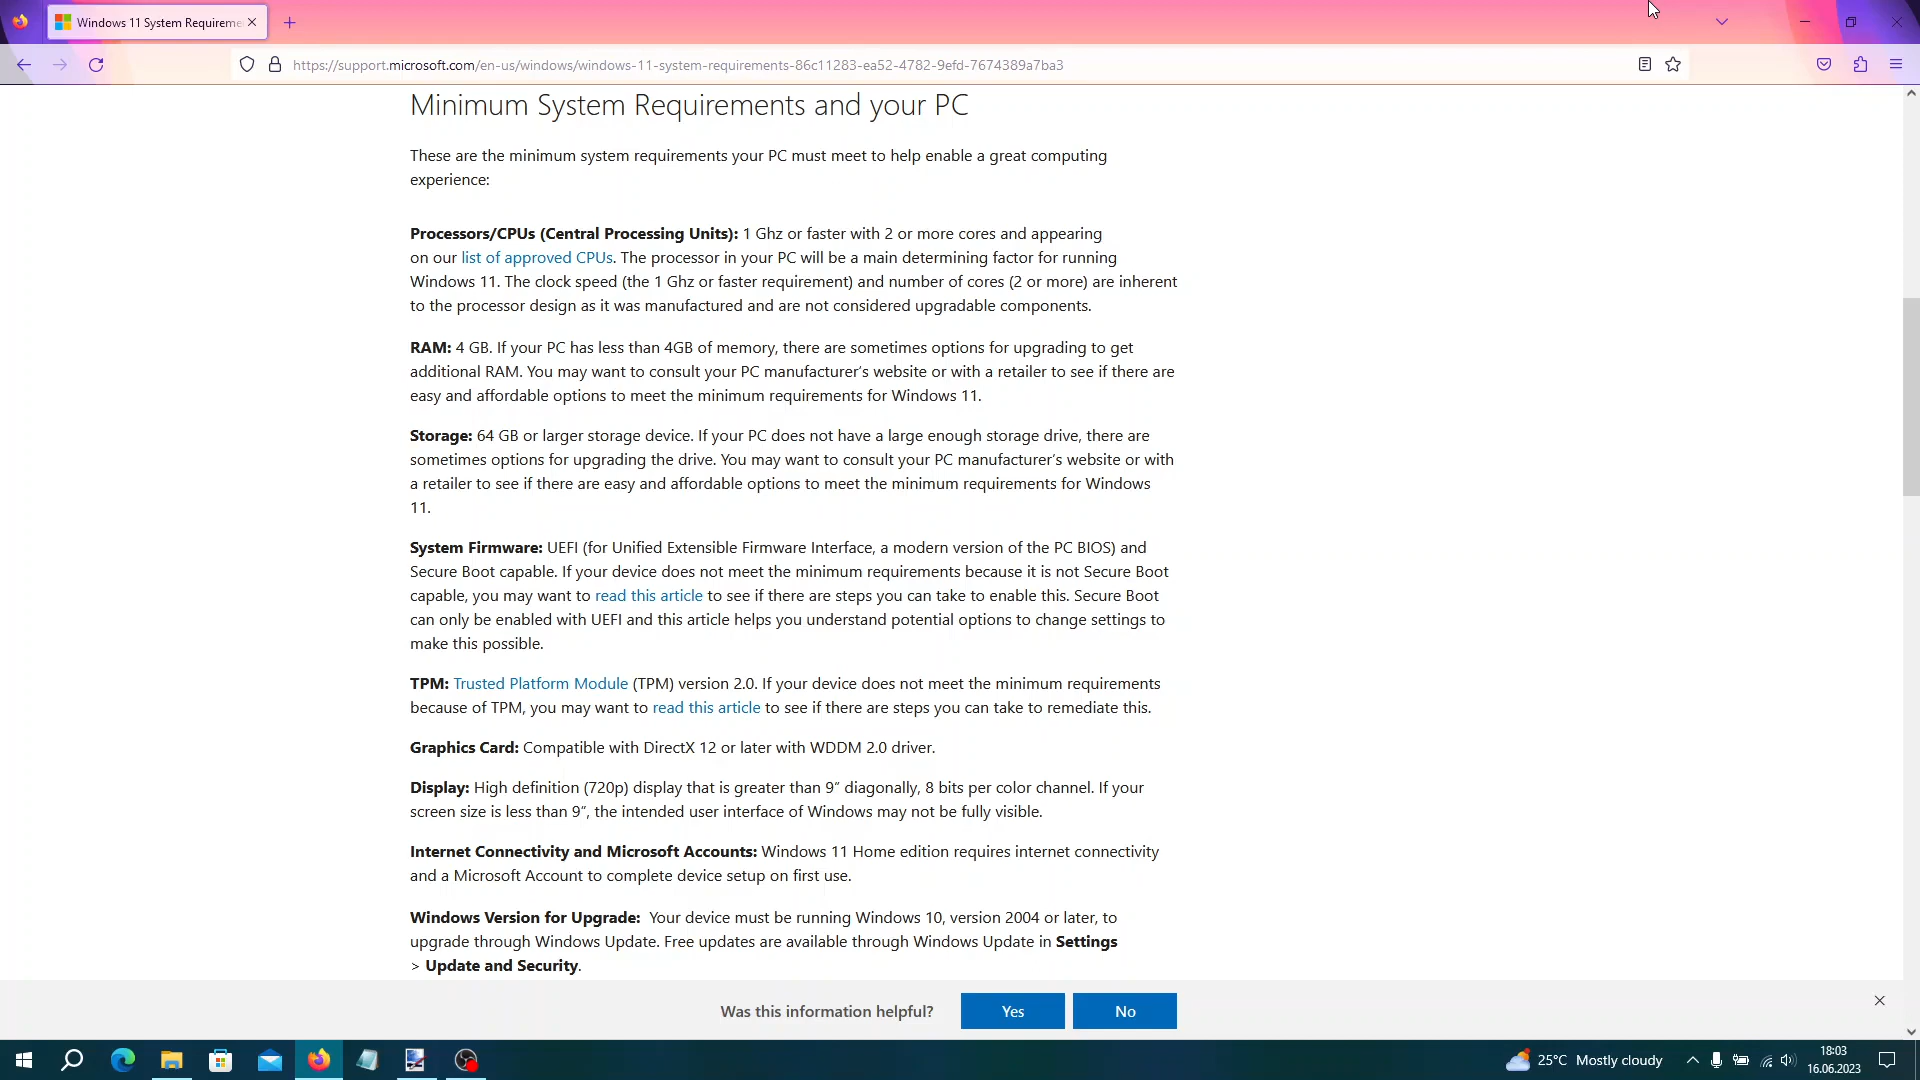 Windows 11 System Requireme
https://support.microsoft.com/en-us/windows/windows-11-system-requirements-86c11283-ea52-4782-9efd-7674389a7ba3
Minimum System Requirements and your PC
These are the minimum system requirements your PC must meet to help enable a great computing
experience:
Processors/CPUs (Central Processing Units): 1 Ghz or faster with 2 or more cores and appearing
on our list of approved CPUs. The processor in your PC will be a main determining factor for running
Windows 11. The clock speed (the 1 Ghz or faster requirement) and number of cores (2 or more) are inherent
to the processor design as it was manufactured and are not considered upgradable components.
RAM: 4 GB. If your PC has less than 4GB of memory, there are sometimes options for upgrading to get
additional RAM. You may want to consult your PC manufacturer's website or with a retailer to see if there are
easy and affordable options to meet the minimum requirements for Windows 11.
Storage: 64 GB or larger storage device. If your PC does not have a large enough storage drive, there are
sometimes options for upgrading the drive. You may want to consult your PC manufacturer's website or with
a retailer to see if there are easy and affordable options to meet the minimum requirements for Windows
11.
System Firmware: UEFI (for Unified Extensible Firmware Interface, a modern version of the PC BIOS) and
Secure Boot capable. If your device does not meet the minimum requirements because it is not Secure Boot
capable, you may want to read this article to see if there are steps you can take to enable this. Secure Boot
can only be enabled with UEFI and this article helps you understand potential options to change settings to
make this possible.
TPM: Trusted Platform Module (TPM) version 2.0. If your device does not meet the minimum requirements
because of TPM, you may want to read this article to see if there are steps you can take to remediate this.
Graphics Card: Compatible with DirectX 12 or later with WDDM 2.0 driver.
Display: High definition (720p) display that is greater than 9” diagonally, 8 bits per color channel. If your
screen size is less than 9”, the intended user interface of Windows may not be fully visible.
Internet Connectivity and Microsoft Accounts: Windows 11 Home edition requires internet connectivity
and a Microsoft Account to complete device setup on first use.
Windows Version for Upgrade: Your device must be running Windows 10, version 2004 or later, to
upgrade through Windows Update. Free updates are available through Windows Update in Settings
> Update and Security.
Was this information helpful? Yes No
25°C Mostly cloudy
18:03
16.06.2023